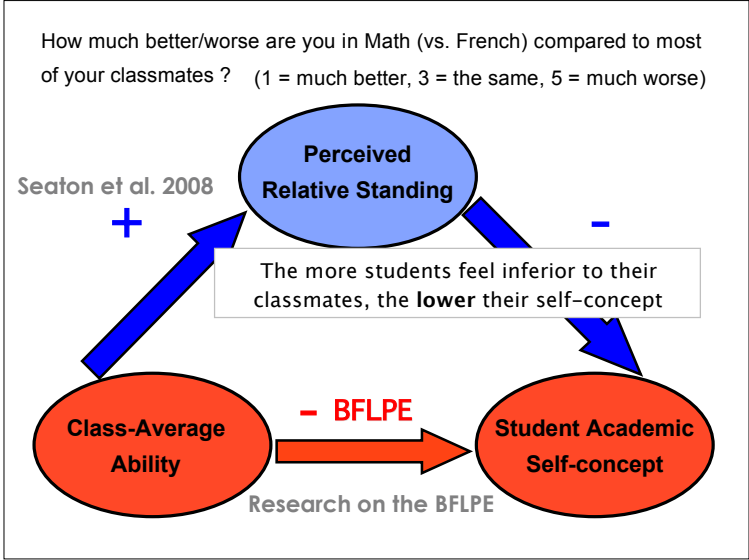 How much better/worse are you in Math (vs. French) compared to most
of your classmates ? (1 = much better, 3 = the same, 5 = much worse)
Perceived
Relative Standing
Seaton et al. 2008
+
-
The more students feel inferior to their
classmates, the lower their self-concept
- BFLPE
Class-Average
Ability
Student Academic
Self-concept
Research on the BFLPE